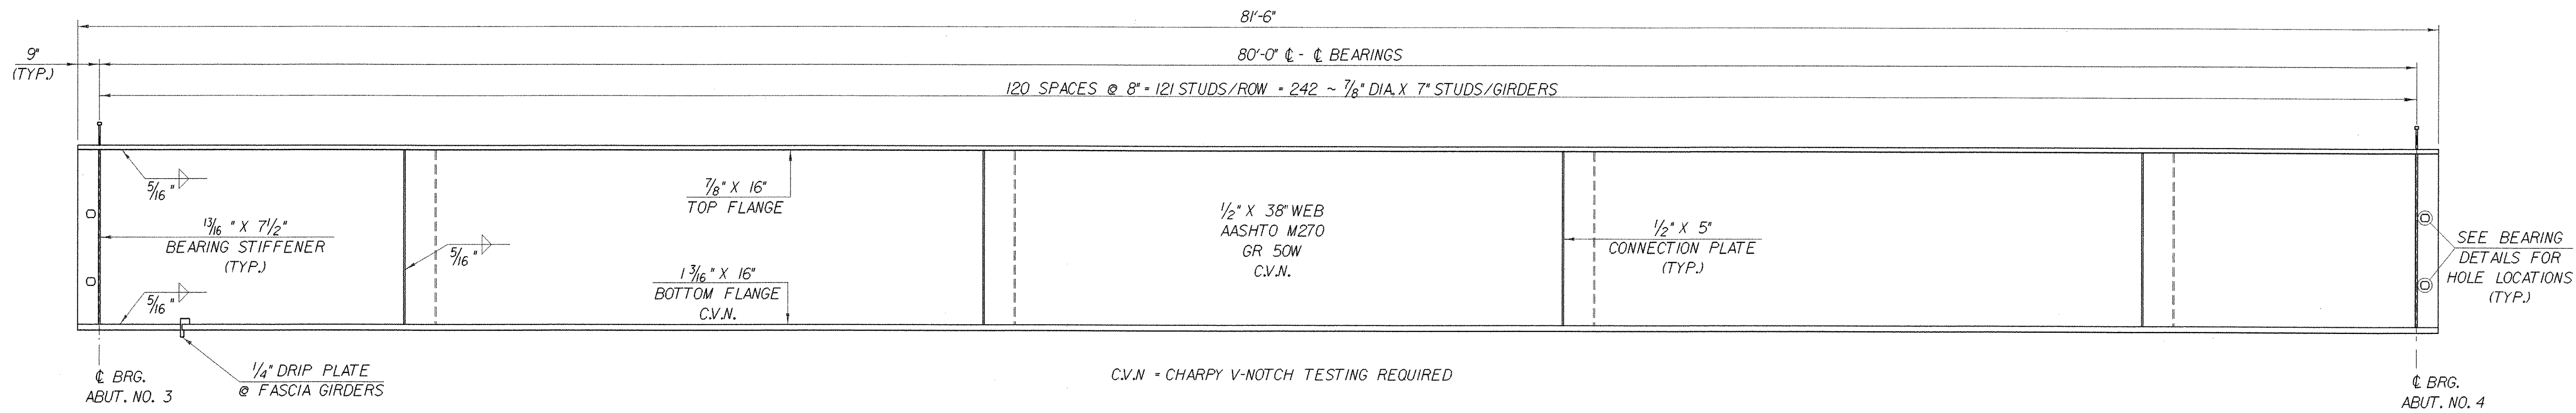 81'-6"
9"
(TYP.)
80'-0" ℄ - ℄ BEARINGS
120 SPACES @ 8" = 121 STUDS/ROW = 242 ~ 7/8" DIA. X 7" STUDS/GIRDERS
5/16"
7/8" X 16"
TOP FLANGE
13/16" X 7 1/2"
BEARING STIFFENER
(TYP.)
5/16"
1/2" X 38" WEB
AASHTO M270
GR 50W
C.V.N.
1/2" X 5"
CONNECTION PLATE
(TYP.)
SEE BEARING
DETAILS FOR
HOLE LOCATIONS
(TYP.)
1 3/16" X 16"
BOTTOM FLANGE
C.V.N.
5/16"
℄ BRG.
ABUT. NO. 3
1/4" DRIP PLATE
@ FASCIA GIRDERS
C.V.N = CHARPY V-NOTCH TESTING REQUIRED
℄ BRG.
ABUT. NO. 4